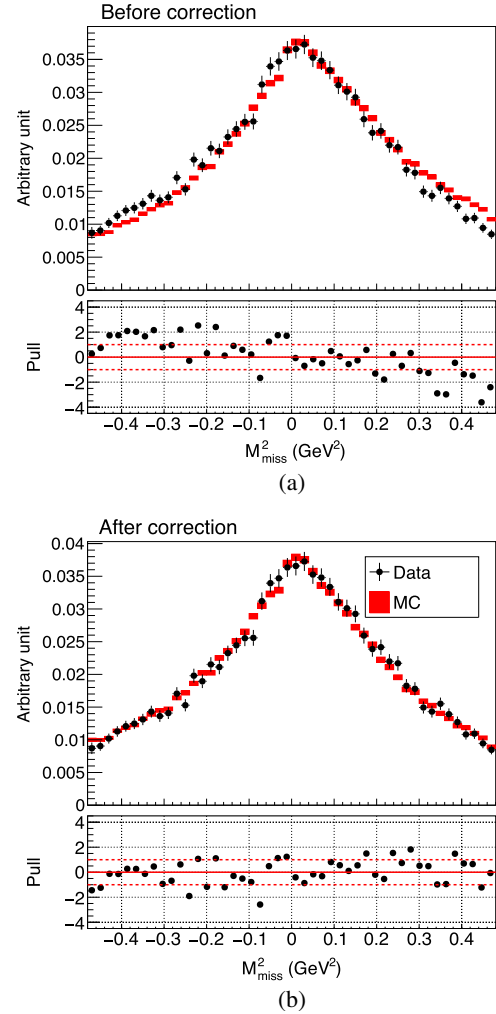 Before correction
0.035
0.03
0.025
0.02
0.015
0.01
0.005
0
Arbitrary unit
4
2
0
−2
−4
Pull
−0.4 −0.3 −0.2 −0.1 0 0.1 0.2 0.3 0.4
M²miss (GeV²)
(a)
After correction
0.04
0.035
0.03
0.025
0.02
0.015
0.01
0.005
0
Arbitrary unit
Data
MC
4
2
0
−2
−4
Pull
−0.4 −0.3 −0.2 −0.1 0 0.1 0.2 0.3 0.4
M²miss (GeV²)
(b)